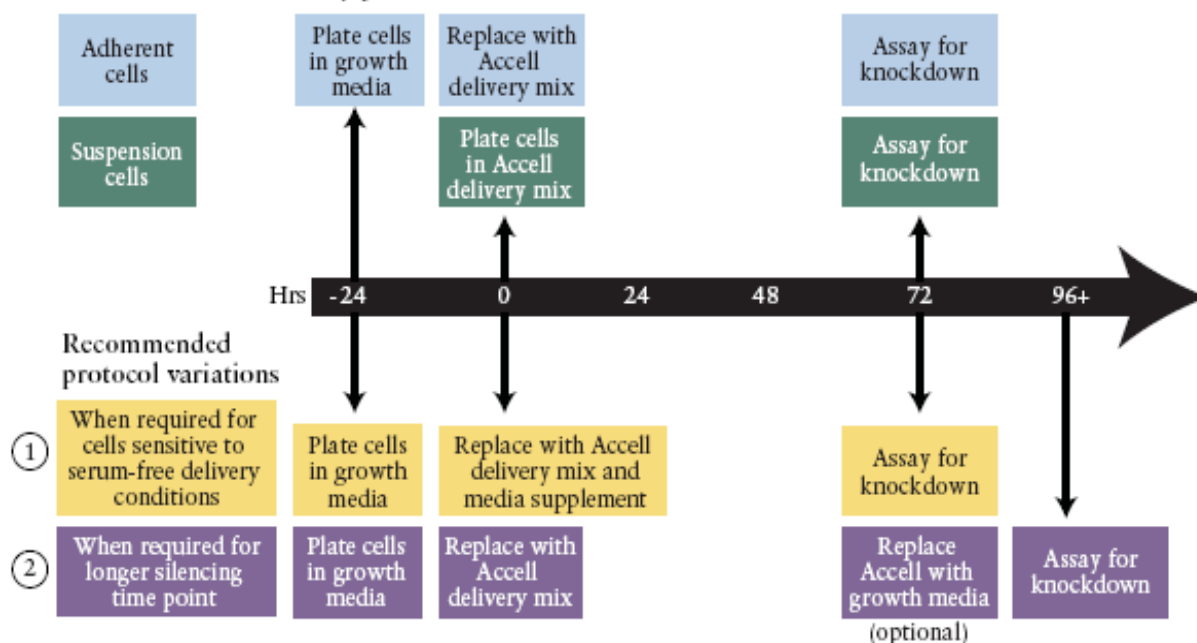 Adherent
cells
Plate cells
in growth
media
Replace with
Accell
delivery mix
Assay for
knockdown
Suspension
cells
Plate cells
in Accell
delivery mix
Assay for
knockdown
Hrs -24 0 24 48 72 96+
Recommended
protocol variations
1
When required for
cells sensitive to
serum-free delivery
conditions
Plate cells
in growth
media
Replace with Accell
delivery mix and
media supplement
Assay for
knockdown
2
When required for
longer silencing
time point
Plate cells
in growth
media
Replace with
Accell
delivery mix
Replace
Accell with
growth media
(optional)
Assay for
knockdown